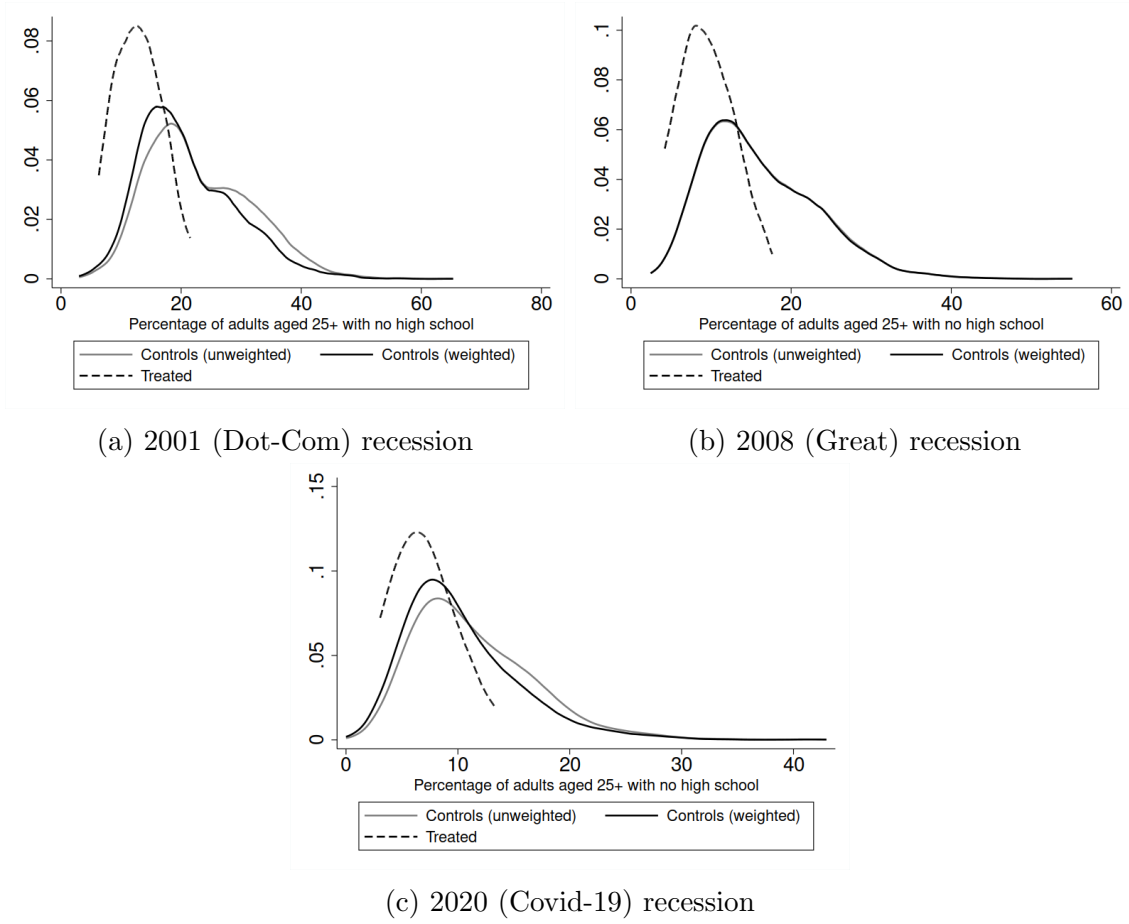 .08
.06
.04
.02
0
0 20 40 60 80
Percentage of adults aged 25+ with no high school
Controls (unweighted) Controls (weighted)
Treated
(a) 2001 (Dot-Com) recession
.1
.08
.06
.04
.02
0
0 20 40 60
Percentage of adults aged 25+ with no high school
Controls (unweighted) Controls (weighted)
Treated
(b) 2008 (Great) recession
.15
.1
.05
0
0 10 20 30 40
Percentage of adults aged 25+ with no high school
Controls (unweighted) Controls (weighted)
Treated
(c) 2020 (Covid-19) recession